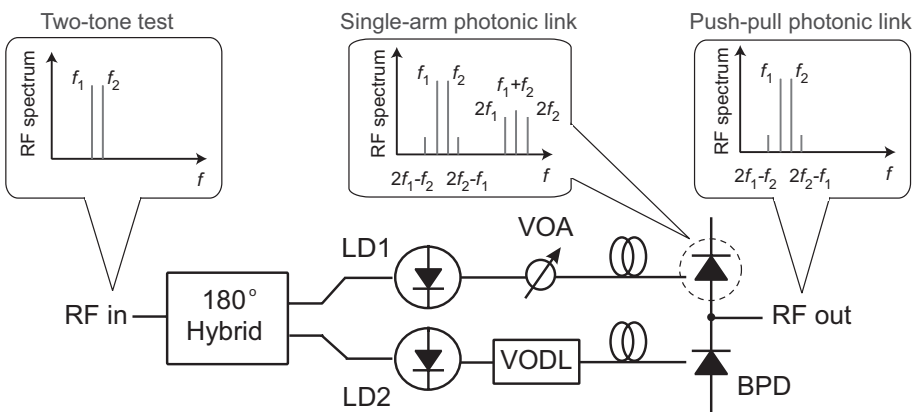 Two-tone test
Single-arm photonic link
Push-pull photonic link
RF spectrum
f1
f2
f
RF spectrum
f1
f2
f1+f2
2f1
2f2
2f1-f2
2f2-f1
f
RF spectrum
f1
f2
2f1-f2
2f2-f1
f
RF in
180°
Hybrid
LD1
VOA
LD2
VODL
RF out
BPD